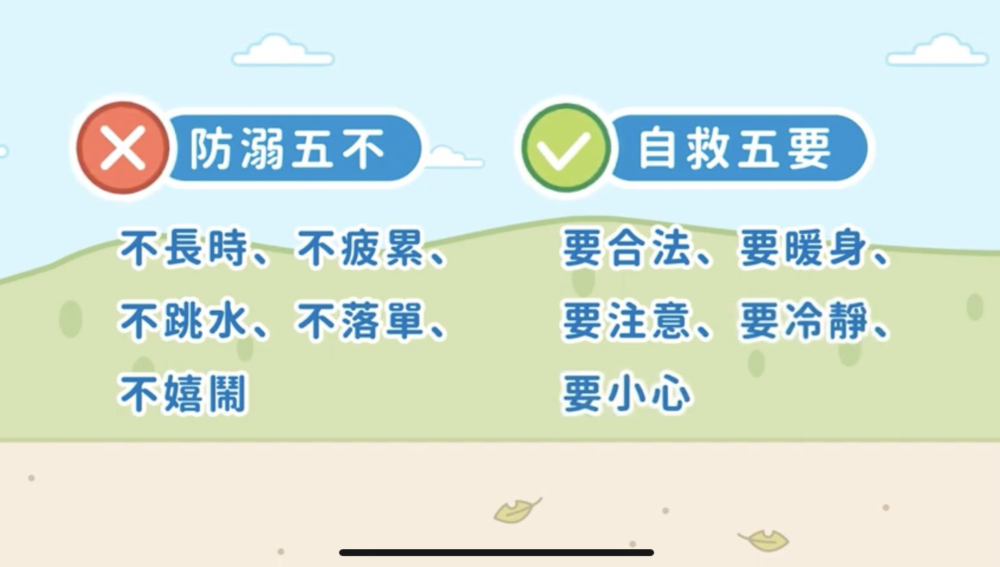 防溺五不
不長時、不疲累、
不跳水、不落單、
不嬉鬧
自救五要
要合法、要暖身、
要注意、要冷靜、
要小心